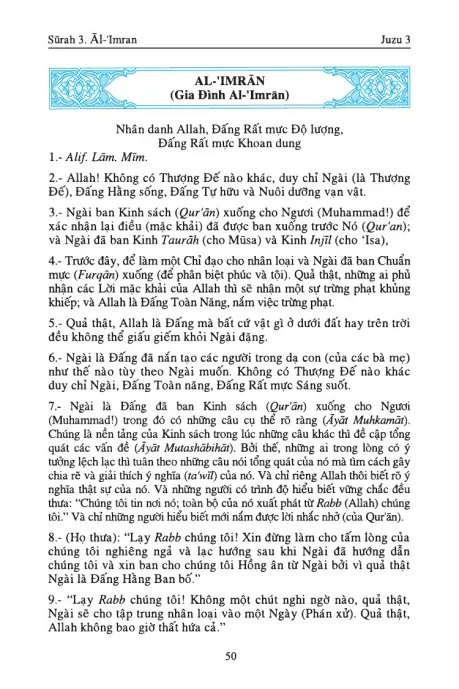 Sūrah 3. Āl-'Imran Juzu 3
AL-'IMRĀN
(Gia Đình Al-'Imrān)
Nhân danh Allah, Đấng Rất mực Độ lượng,
Đấng Rất mực Khoan dung
1.- Alif. Lām. Mīm.
2.- Allah! Không có Thượng Đế nào khác, duy chỉ Ngài (là Thượng
Đế), Đấng Hằng sống, Đấng Tự hữu và Nuôi dưỡng vạn vật.
3.- Ngài ban Kinh sách (Qur'ān) xuống cho Ngươi (Muhammad!) để
xác nhận lại điều (mặc khải) đã được ban xuống trước Nó (Qur'an);
và Ngài đã ban Kinh Taurāh (cho Mūsa) và Kinh Injīl (cho ‘Isa),
4.- Trước đây, để làm một Chỉ đạo cho nhân loại và Ngài đã ban Chuẩn
mực (Furqān) xuống (để phân biệt phúc và tội). Quả thật, những ai phủ
nhận các Lời mặc khải của Allah thì sẽ nhận một sự trừng phạt khủng
khiếp; và Allah là Đấng Toàn Năng, nắm việc trừng phạt.
5.- Quả thật, Allah là Đấng mà bất cứ vật gì ở dưới đất hay trên trời
đều không thể giấu giếm khỏi Ngài đặng.
6.- Ngài là Đấng đã nắn tạo các người trong dạ con (của các bà mẹ)
như thế nào tùy theo Ngài muốn. Không có Thượng Đế nào khác
duy chỉ Ngài, Đấng Toàn năng, Đấng Rất mực Sáng suốt.
7.- Ngài là Đấng đã ban Kinh sách (Qur'ān) xuống cho Ngươi
(Muhammad!) trong đó có những câu cụ thể rõ ràng (Āyāt Muhkamāt).
Chúng là nền tảng của Kinh sách trong lúc những câu khác thì đề cập tổng
quát các vấn đề (Āyāt Mutashābihāt). Bởi thế, những ai trong lòng có ý
tưởng lệch lạc thì tuân theo những câu nói tổng quát của nó mà tìm cách gây
chia rẽ và giải thích ý nghĩa (ta'wīl) của nó. Và chỉ riêng Allah thôi biết rõ ý
nghĩa thật sự của nó. Và những người có trình độ hiểu biết vững chắc đều
thưa: “Chúng tôi tin nơi nó; toàn bộ của nó xuất phát từ Rabb (Allah) chúng
tôi.” Và chỉ những người hiểu biết mới nắm được lời nhắc nhở (của Qur'ān).
8.- (Họ thưa): “Lạy Rabb chúng tôi! Xin đừng làm cho tấm lòng của
chúng tôi nghiêng ngả và lạc hướng sau khi Ngài đã hướng dẫn
chúng tôi và xin ban cho chúng tôi Hồng ân từ Ngài bởi vì quả thật
Ngài là Đấng Hằng Ban bố.”
9.- “Lạy Rabb chúng tôi! Không một chút nghi ngờ nào, quả thật,
Ngài sẽ cho tập trung nhân loại vào một Ngày (Phán xử). Quả thật,
Allah không bao giờ thất hứa cả.”
50